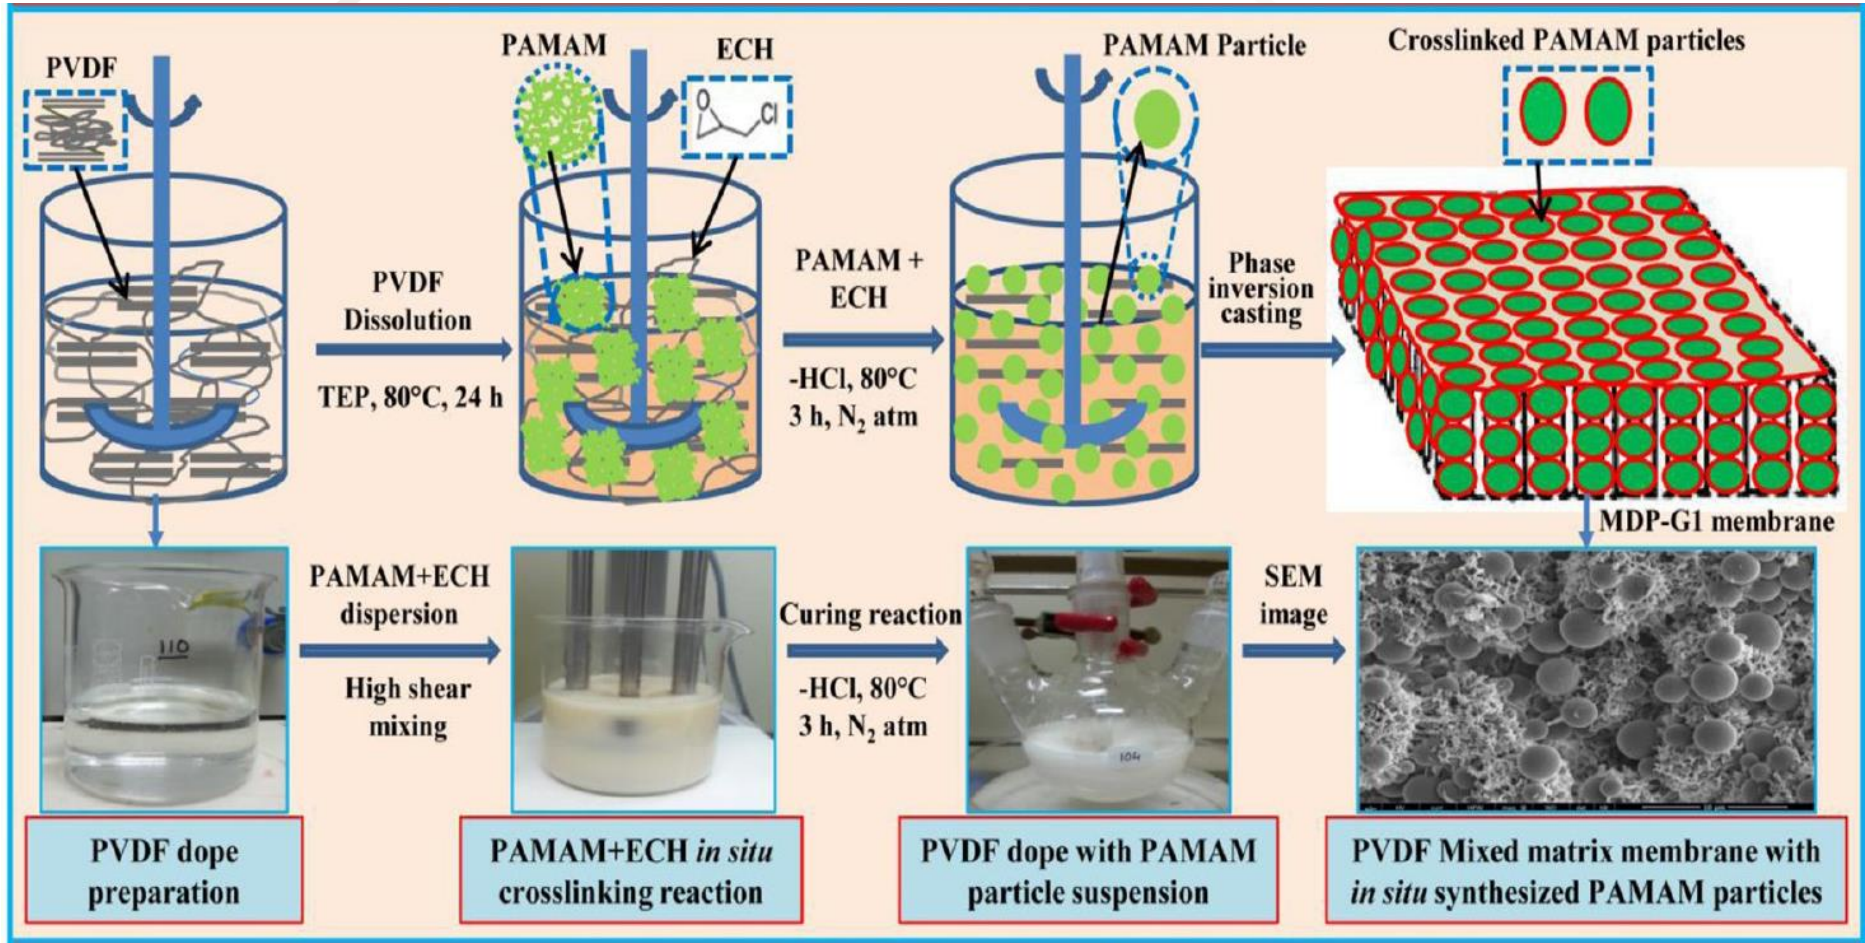 PVDF
PAMAM
ECH
O
Cl
PAMAM Particle
Crosslinked PAMAM particles
PVDF
Dissolution
TEP, 80°C, 24 h
PAMAM +
ECH
-HCl, 80°C
3 h, N₂ atm
Phase
inversion
casting
MDP-G1 membrane
110
PAMAM+ECH
dispersion
High shear
mixing
Curing reaction
-HCl, 80°C
3 h, N₂ atm
104
SEM
image
PVDF dope
preparation
PAMAM+ECH in situ
crosslinking reaction
PVDF dope with PAMAM
particle suspension
PVDF Mixed matrix membrane with
in situ synthesized PAMAM particles